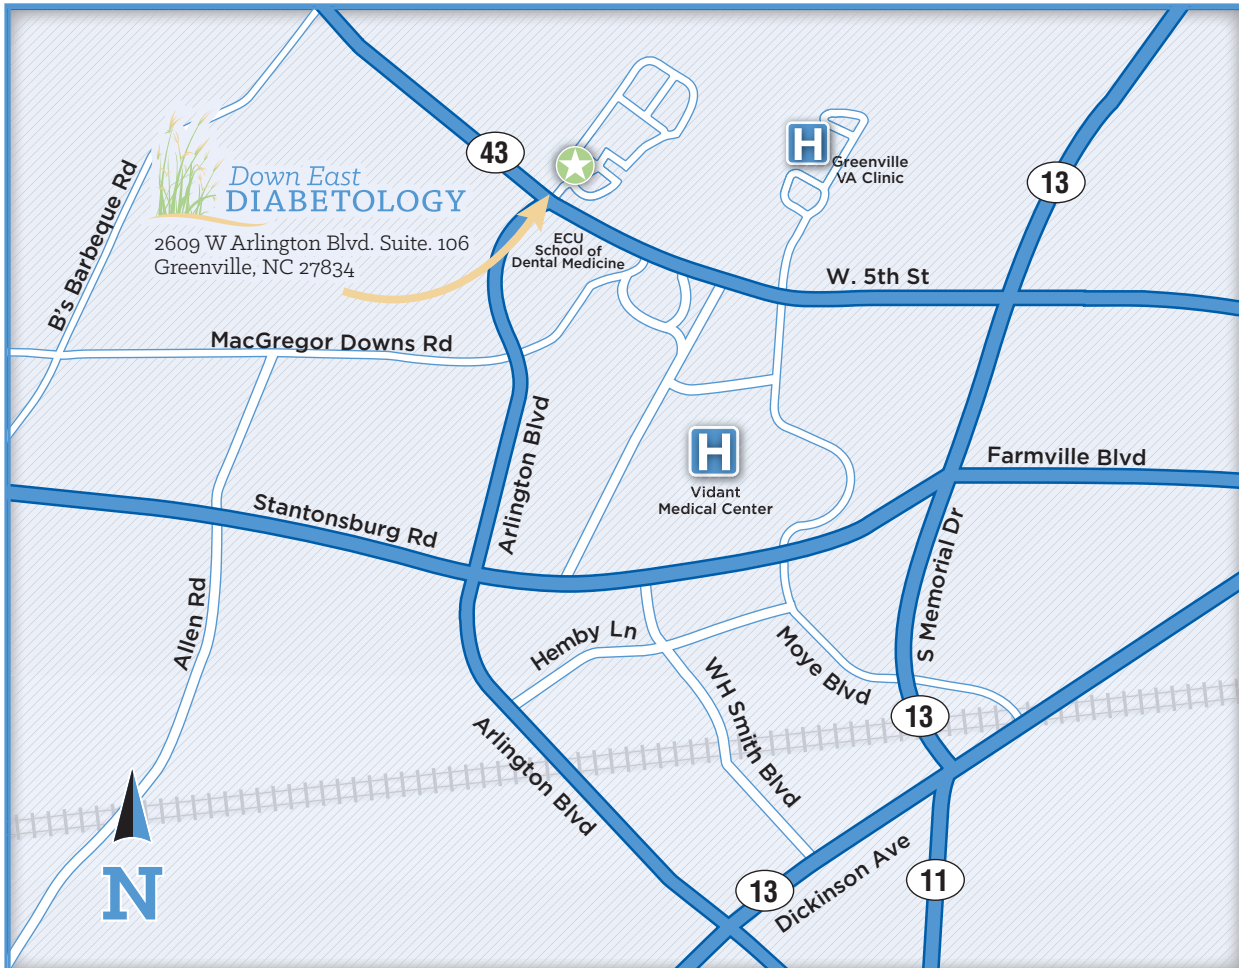 43
13
H
Greenville
VA Clinic
B's Barbeque Rd
Down East
DIABETOLOGY
2609 W Arlington Blvd. Suite. 106
Greenville, NC 27834
ECU
School of
Dental Medicine
W. 5th St
MacGregor Downs Rd
Arlington Blvd
H
Vidant
Medical Center
Farmville Blvd
Stantonsburg Rd
S Memorial Dr
Allen Rd
Hemby Ln
Moye Blvd
WH Smith Blvd
13
Arlington Blvd
13
Dickinson Ave
11
N